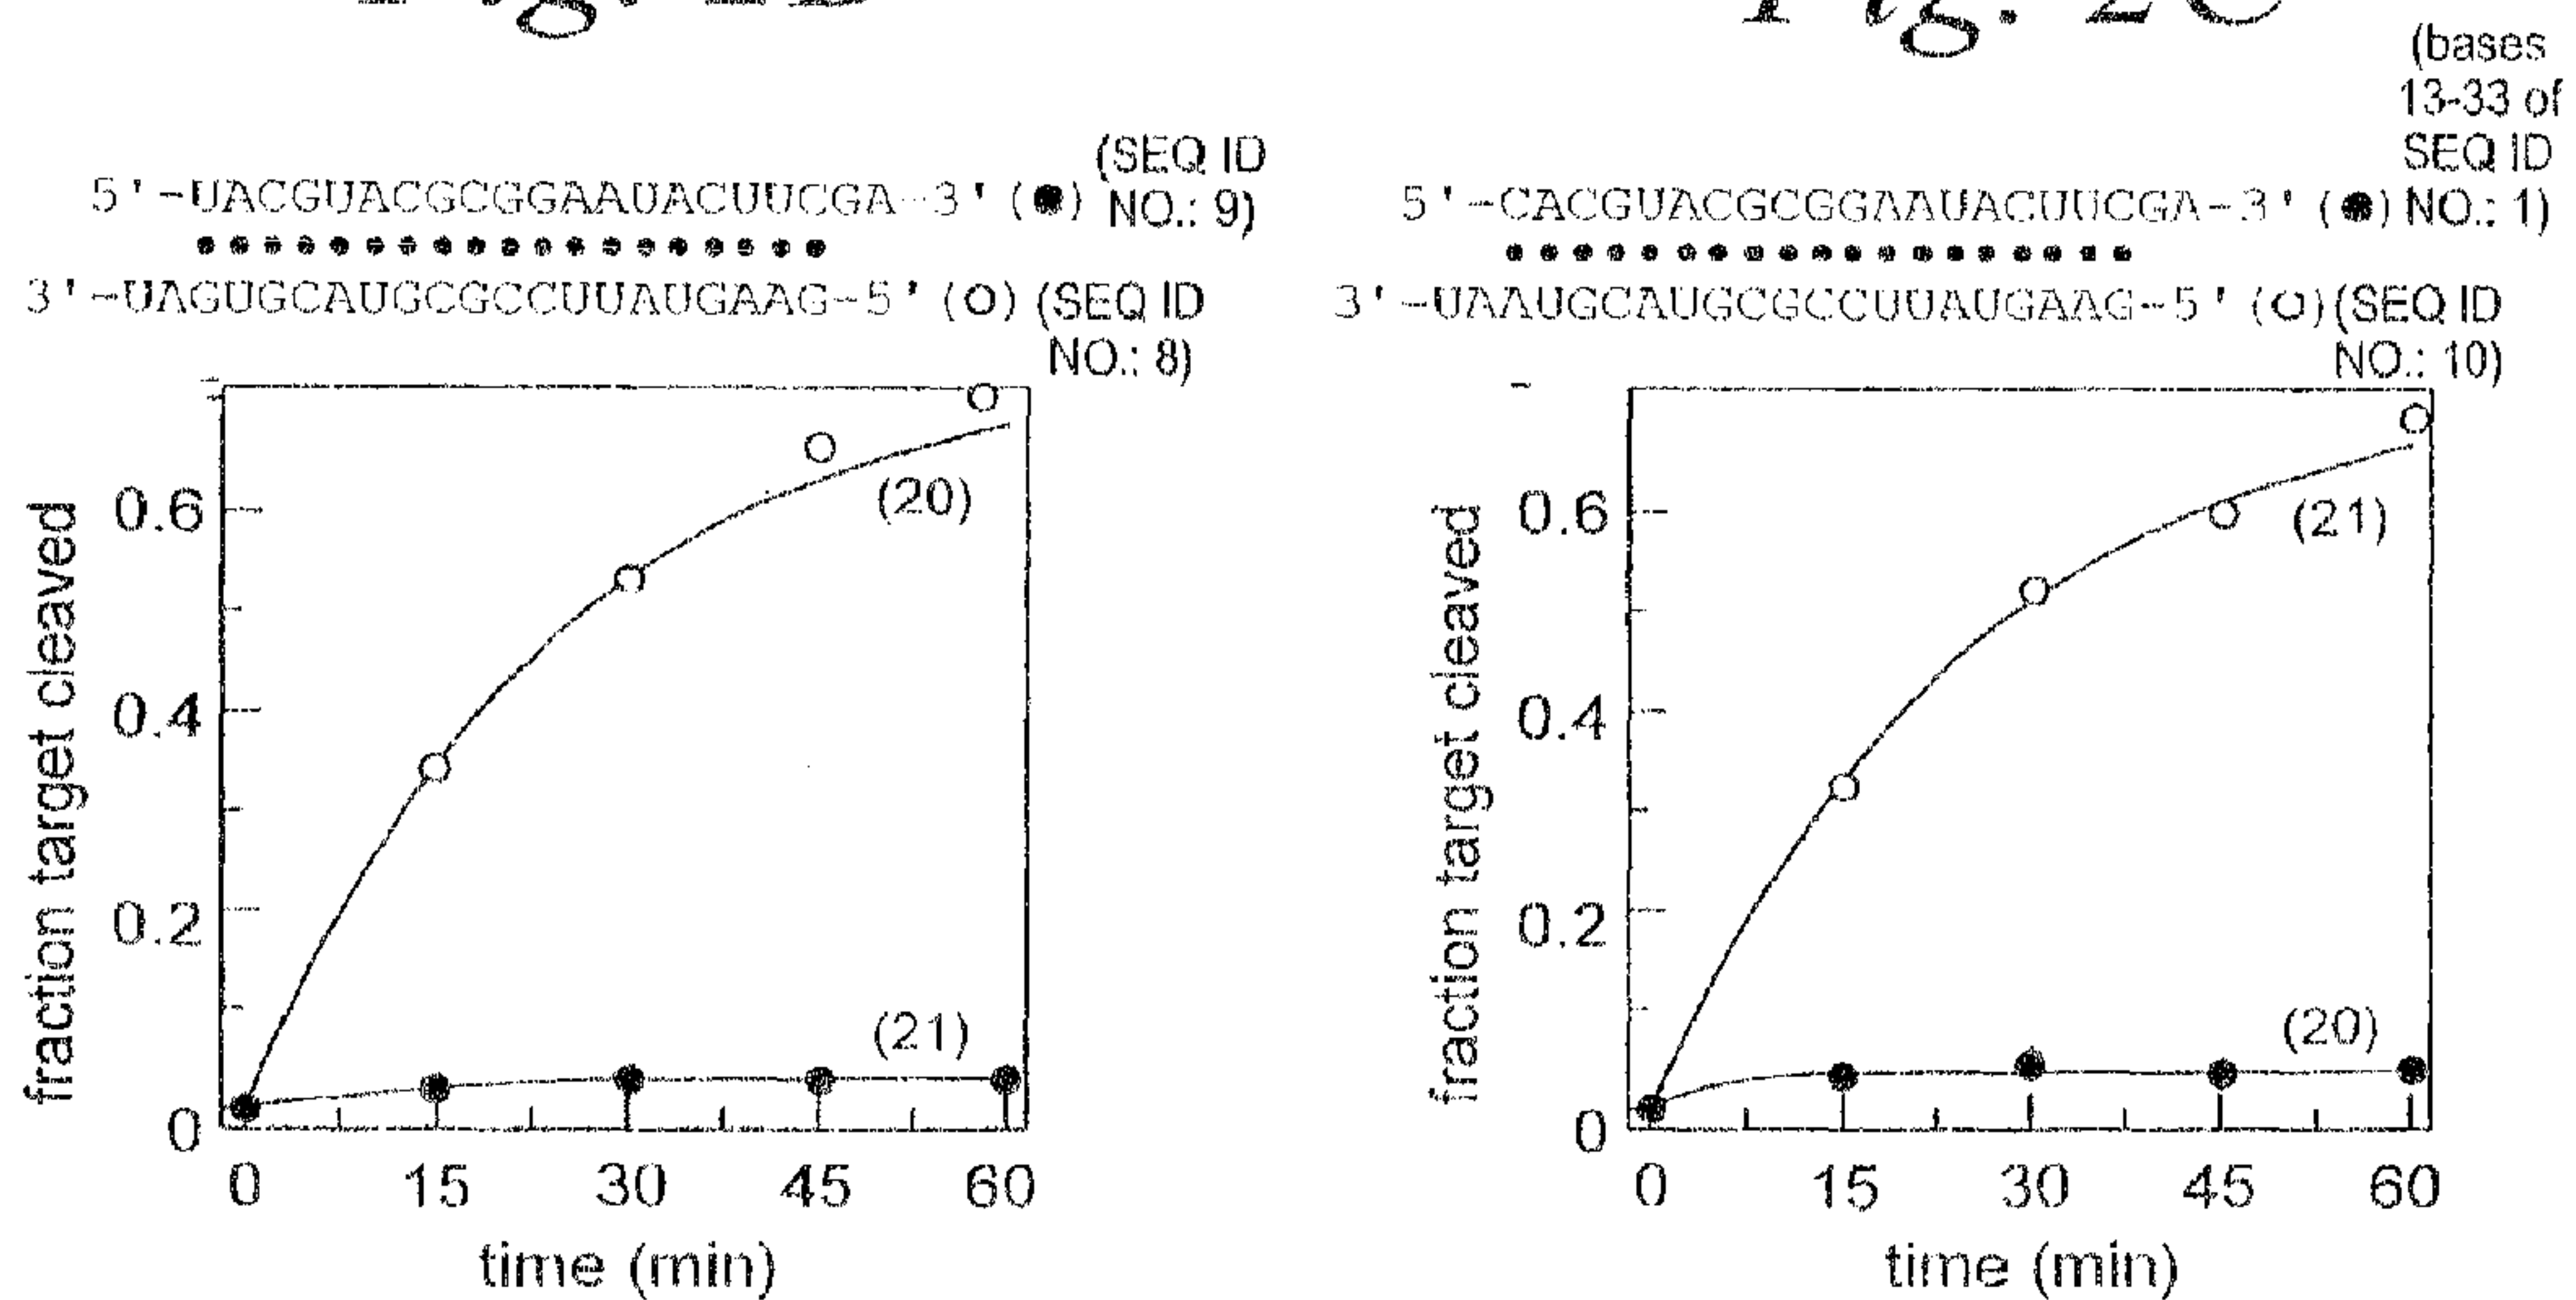 Fig. 2C
(bases
13-33 of
SEQ ID
NO.: 1)
(SEQ ID
NO.: 9)
5'-UACGUACGCGGAAUACUUCGA-3' (●)
3'-UAGUGCAUGCGCCUUAUGAAG-5' (○) (SEQ ID
NO.: 8)
5'-CACGUACGCGGAAUACUUCGA-3' (●)
3'-UAAUGCAUGCGCCUUAUGAAG-5' (○) (SEQ ID
NO.: 10)
fraction target cleaved
0.6
0.4
0.2
0
(20)
(21)
0 15 30 45 60
time (min)
fraction target cleaved
0.6
0.4
0.2
0
(21)
(20)
0 15 30 45 60
time (min)